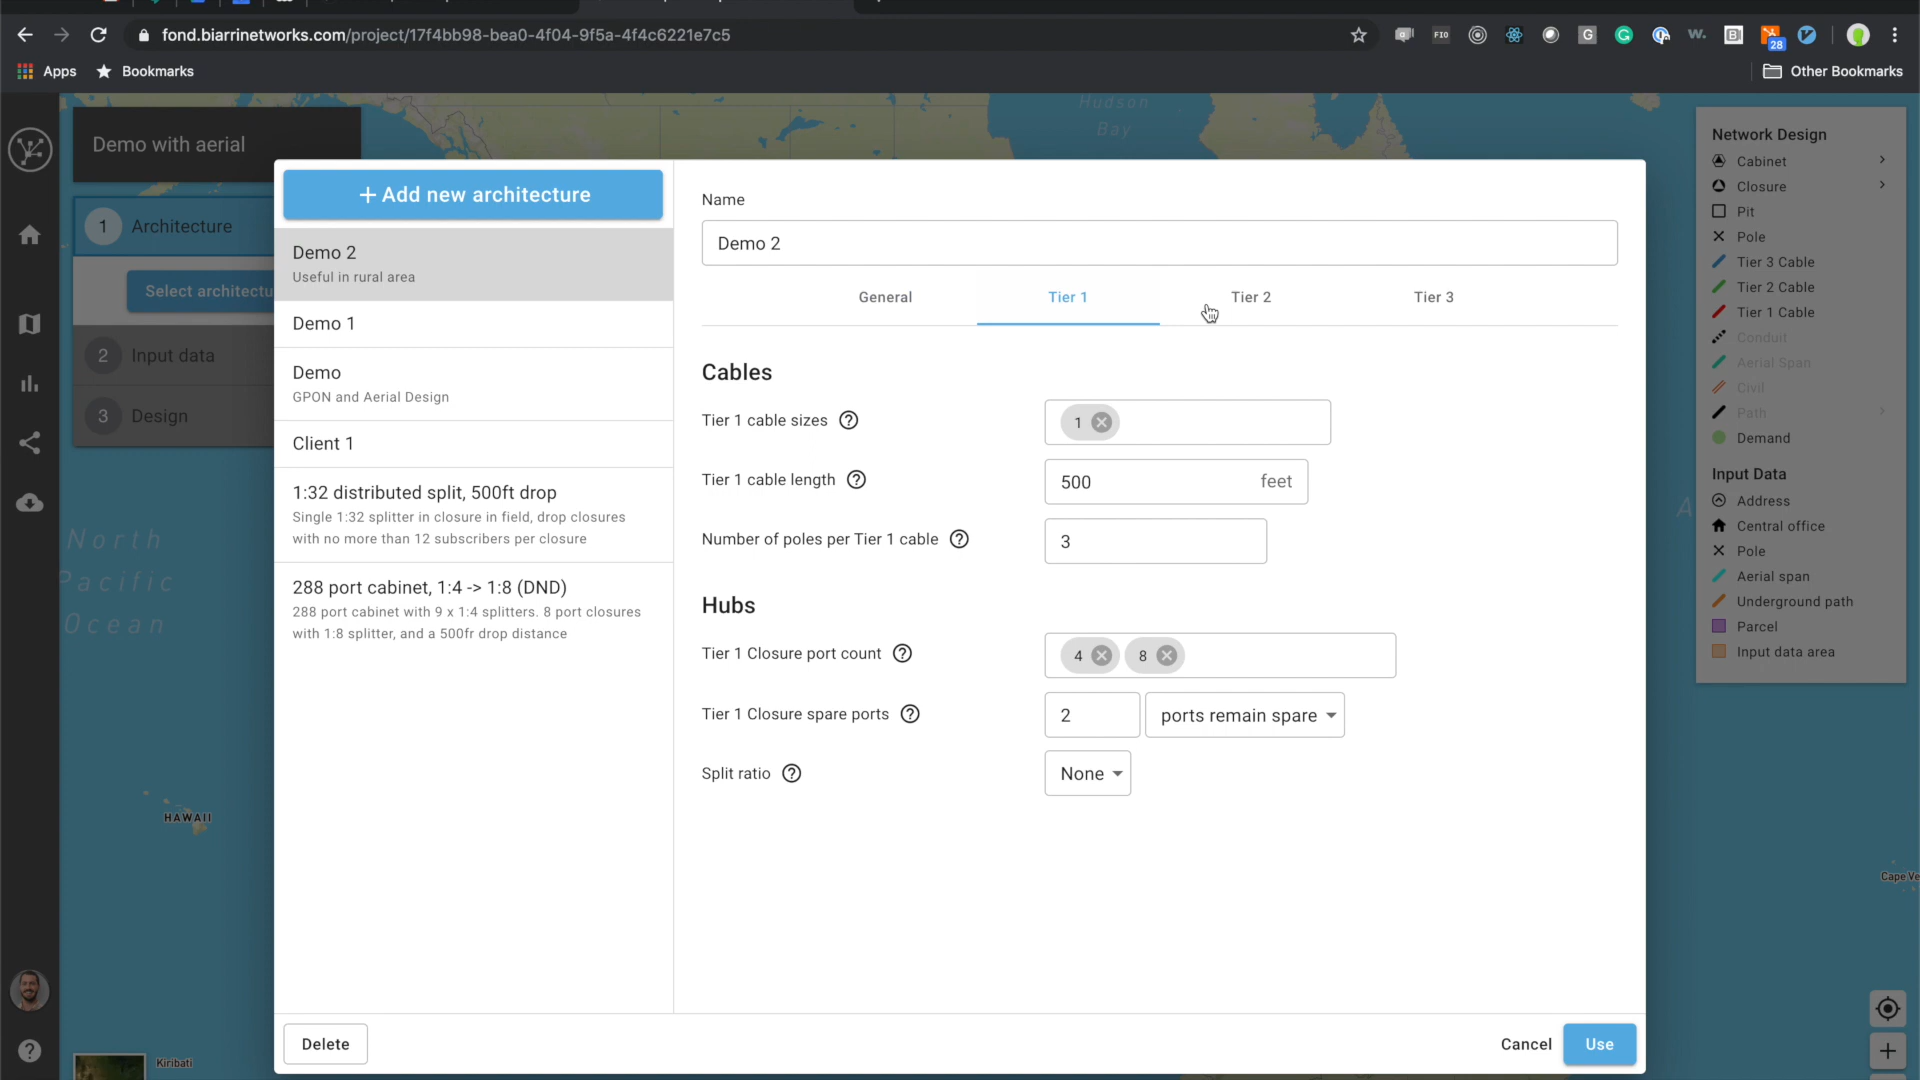 fond.biarrinetworks.com/project/17f4bb98-bea0-4f04-9f5a-4f4c6221e7c5
FIO
G
G
w.
B
28
Apps
Bookmarks
Other Bookmarks
Hudson
Bay
Demo with aerial
1 Architecture
Select architectu
2 Input data
3 Design
North
Pacific
Ocean
HAWAII
Kiribati
+ Add new architecture
Demo 2
Useful in rural area
Demo 1
Demo
GPON and Aerial Design
Client 1
1:32 distributed split, 500ft drop
Single 1:32 splitter in closure in field, drop closures
with no more than 12 subscribers per closure
288 port cabinet, 1:4 -> 1:8 (DND)
288 port cabinet with 9 x 1:4 splitters. 8 port closures
with 1:8 splitter, and a 500fr drop distance
Delete
Name
Demo 2
General
Tier 1
Tier 2
Tier 3
Cables
Tier 1 cable sizes ?
1
Tier 1 cable length ?
500 feet
Number of poles per Tier 1 cable ?
3
Hubs
Tier 1 Closure port count ?
4 8
Tier 1 Closure spare ports ?
2 ports remain spare
Split ratio ?
None
Cancel
Use
Network Design
Cabinet
Closure
Pit
Pole
Tier 3 Cable
Tier 2 Cable
Tier 1 Cable
Conduit
Aerial Span
Civil
Path
Demand
Input Data
Address
Central office
Pole
Aerial span
Underground path
Parcel
Input data area
A
Cape Ve
?